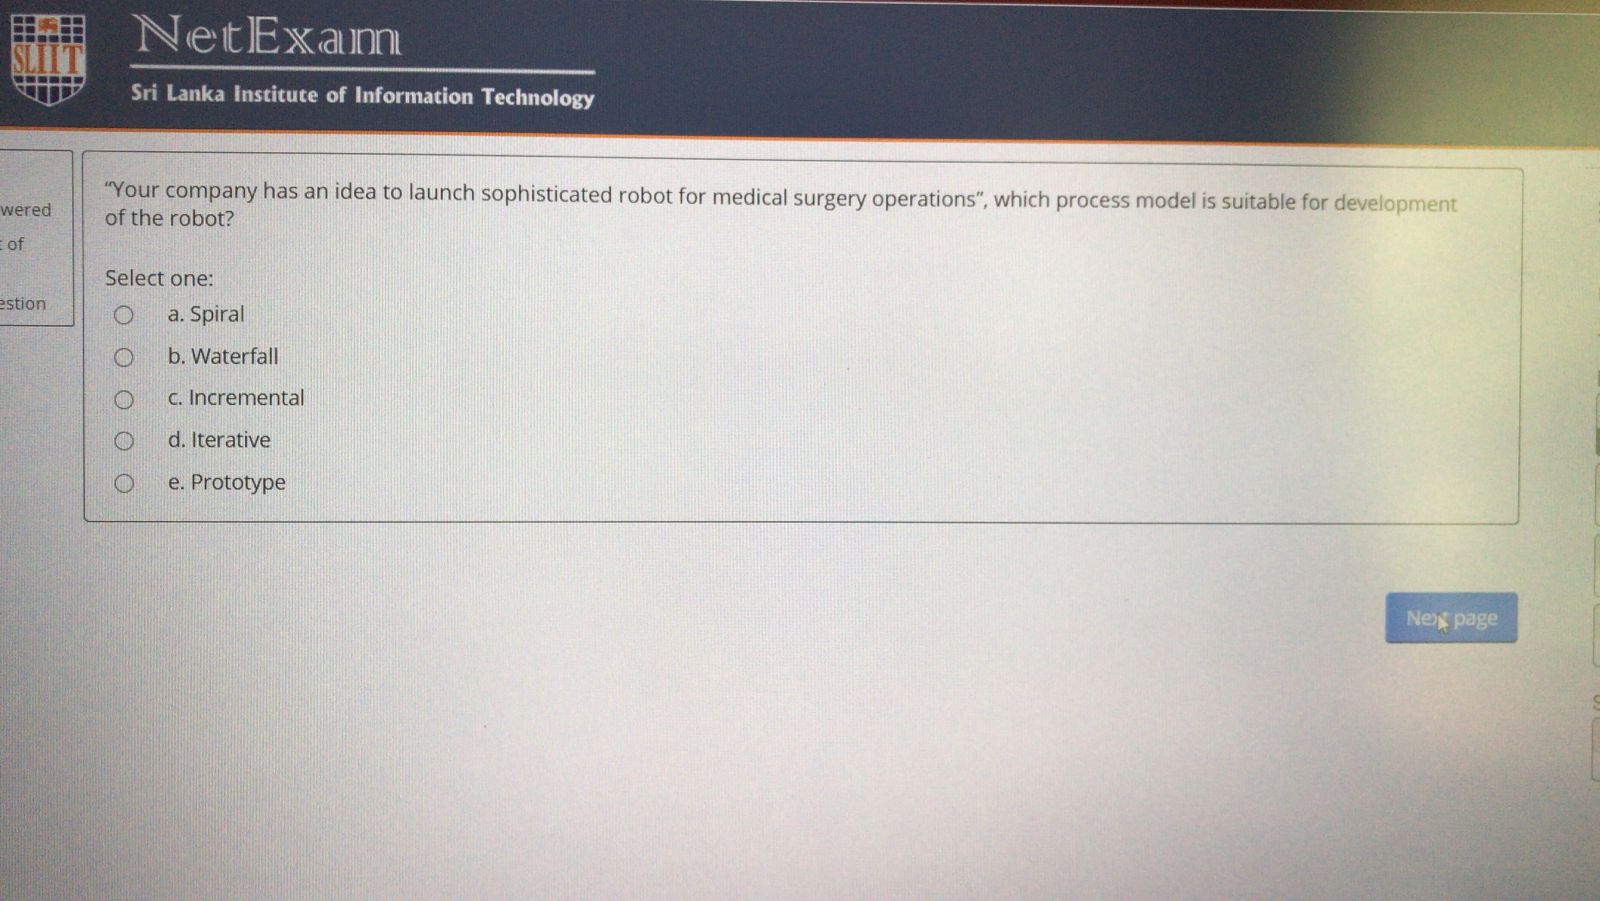 SLIIT
NetExam
Sri Lanka Institute of Information Technology
wered
of
estion
“Your company has an idea to launch sophisticated robot for medical surgery operations”, which process model is suitable for development
of the robot?
Select one:
a. Spiral
b. Waterfall
c. Incremental
d. Iterative
e. Prototype
Next page